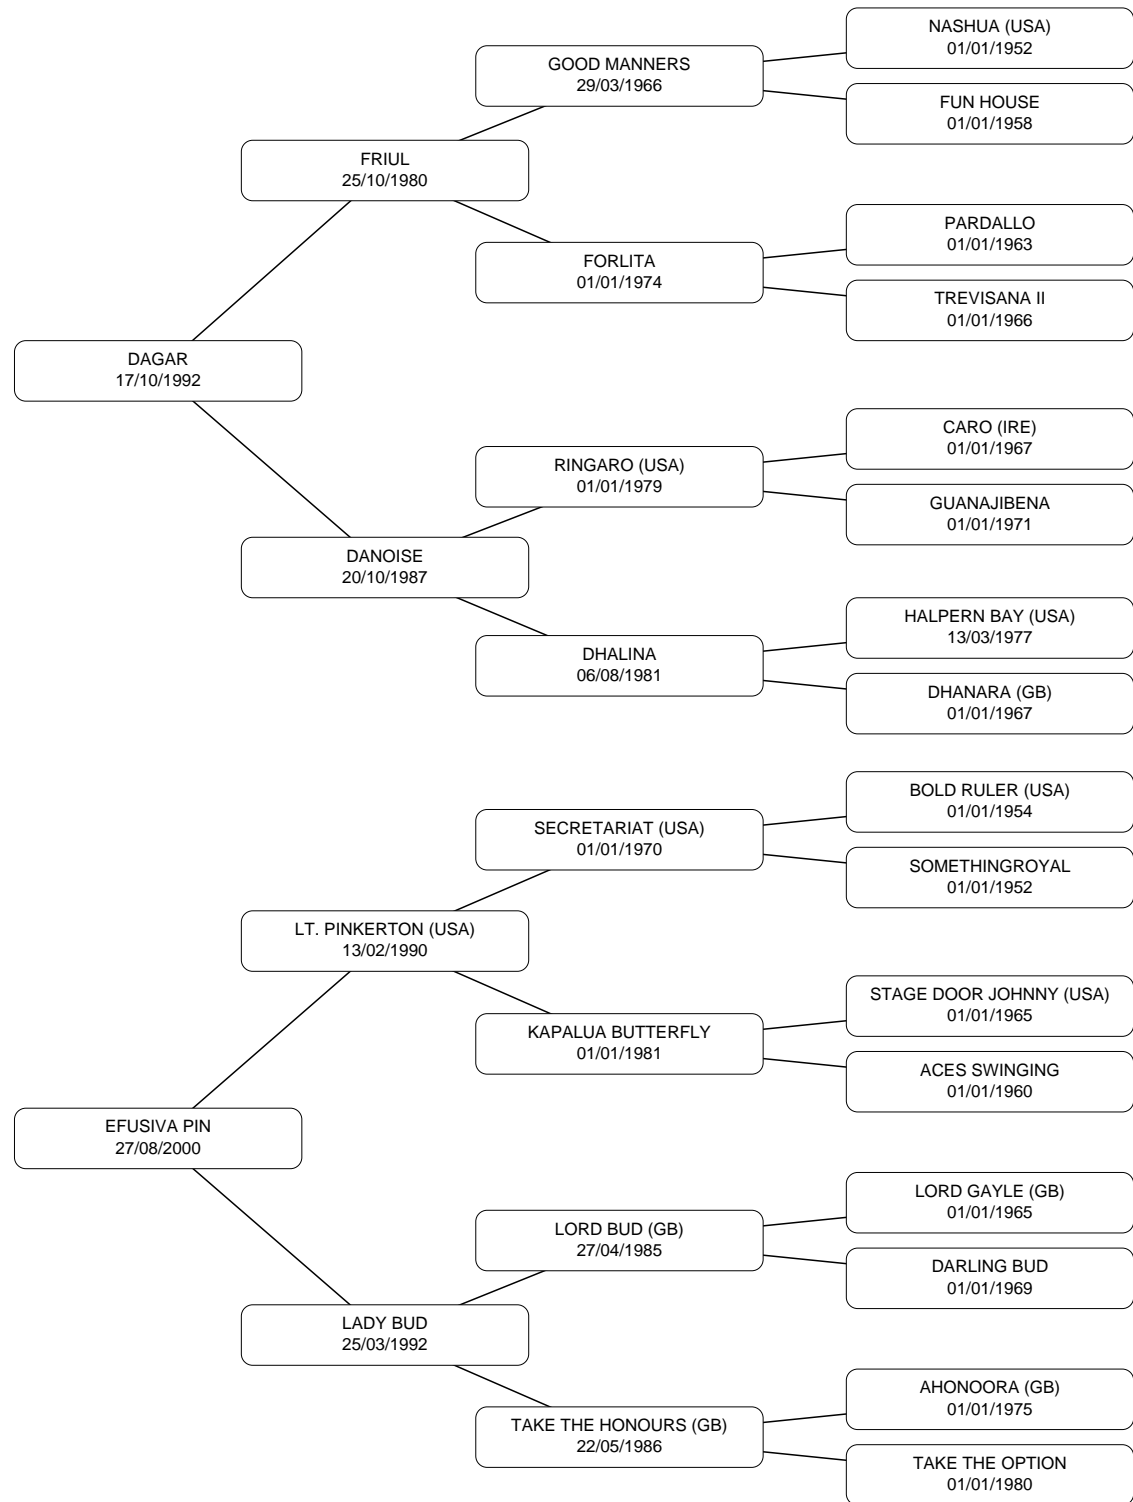 NASHUA (USA)
01/01/1952
GOOD MANNERS
29/03/1966
FUN HOUSE
01/01/1958
FRIUL
25/10/1980
PARDALLO
01/01/1963
FORLITA
01/01/1974
TREVISANA II
01/01/1966
DAGAR
17/10/1992
CARO (IRE)
01/01/1967
RINGARO (USA)
01/01/1979
GUANAJIBENA
01/01/1971
DANOISE
20/10/1987
HALPERN BAY (USA)
13/03/1977
DHALINA
06/08/1981
DHANARA (GB)
01/01/1967
BOLD RULER (USA)
01/01/1954
SECRETARIAT (USA)
01/01/1970
SOMETHINGROYAL
01/01/1952
LT. PINKERTON (USA)
13/02/1990
STAGE DOOR JOHNNY (USA)
01/01/1965
KAPALUA BUTTERFLY
01/01/1981
ACES SWINGING
01/01/1960
EFUSIVA PIN
27/08/2000
LORD GAYLE (GB)
01/01/1965
LORD BUD (GB)
27/04/1985
DARLING BUD
01/01/1969
LADY BUD
25/03/1992
AHONOORA (GB)
01/01/1975
TAKE THE HONOURS (GB)
22/05/1986
TAKE THE OPTION
01/01/1980